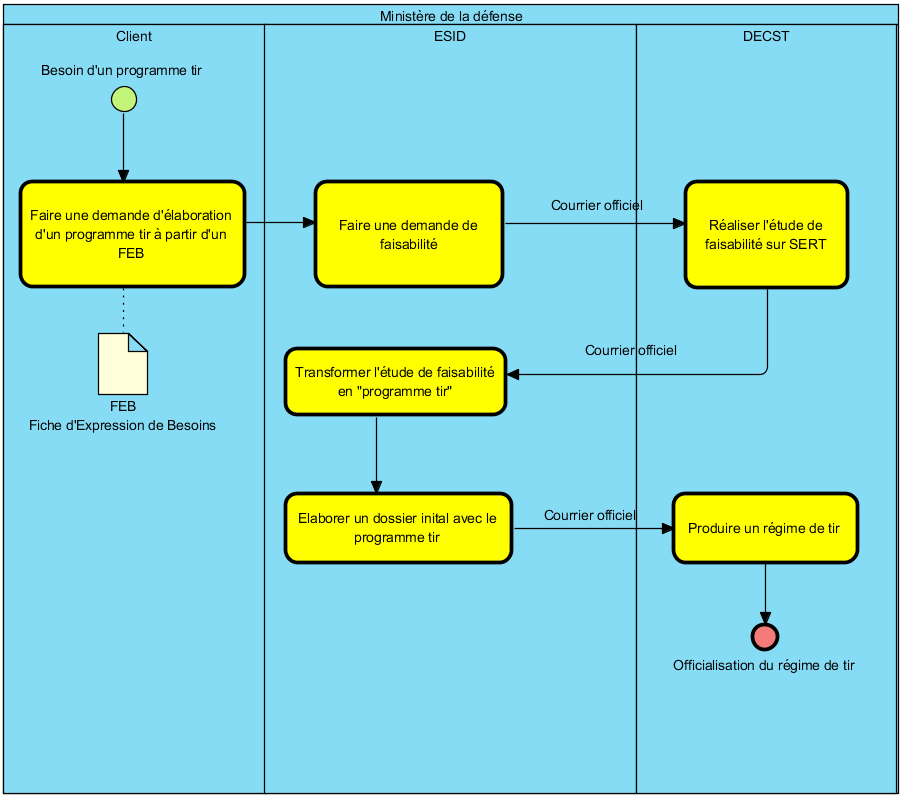 Ministère de la défense
Client
ESID
DECST
Besoin d'un programme tir
Faire une demande d'élaboration
d'un programme tir à partir d'un
FEB
Faire une demande de
faisabilité
Courrier officiel
Réaliser l'étude de
faisabilité sur SERT
FEB
Fiche d'Expression de Besoins
Courrier officiel
Transformer l'étude de faisabilité
en "programme tir"
Elaborer un dossier inital avec le
programme tir
Courrier officiel
Produire un régime de tir
Officialisation du régime de tir